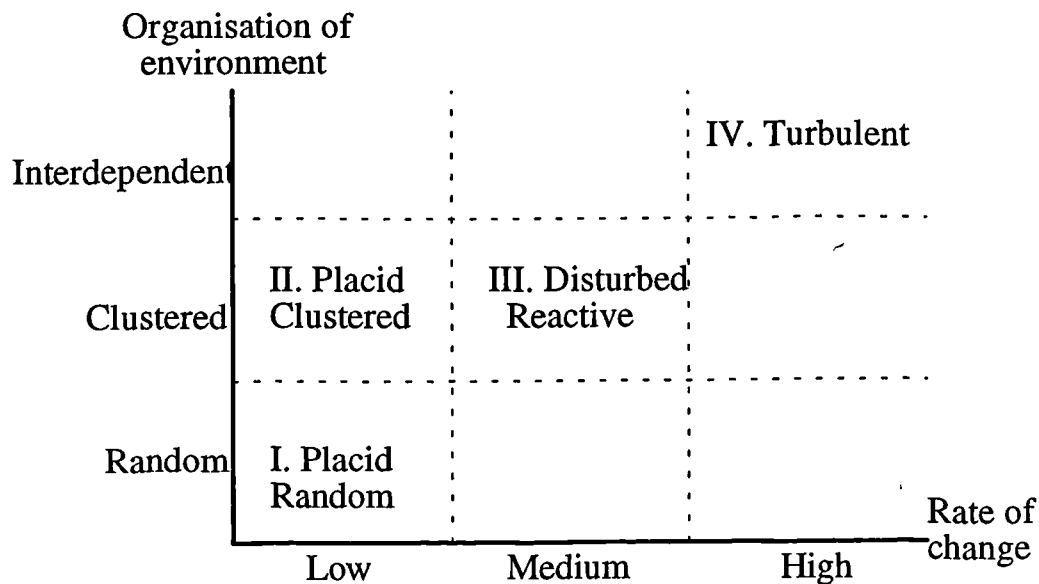 Organisation of
environment
IV. Turbulent
Interdependent
II. Placid
Clustered
III. Disturbed
Reactive
Clustered
Random
I. Placid
Random
Rate of
change
Low
Medium
High